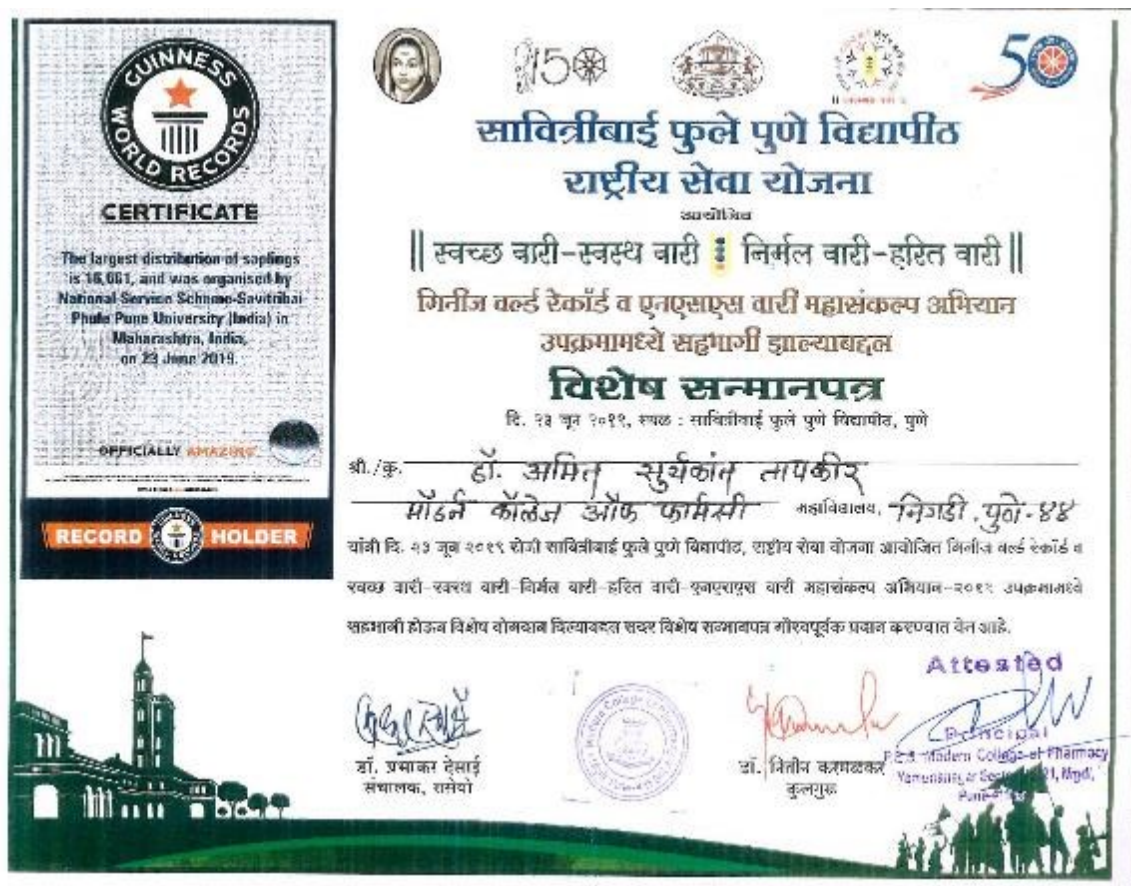 GUINNESS
WORLD RECORDS
CERTIFICATE
The largest distribution of saplings
is 16,661, and was organised by
National Service Scheme-Savitribai
Phule Pune University (India) in
Maharashtra, India,
on 23 June 2019.
OFFICIALLY AMAZING
RECORD HOLDER
150
50
सावित्रीबाई फुले पुणे विद्यापीठ
राष्ट्रीय सेवा योजना
आयोजित
|| स्वच्छ वारी-स्वस्थ वारी निर्मल वारी-हरित वारी ||
गिनीज वर्ल्ड रेकॉर्ड व एनएसएस वारी महासंकल्प अभियान
उपक्रमामध्ये सहभागी झाल्याबद्दल
विशेष सन्मानपत्र
दि. २३ जून २०१९, स्थळ : सावित्रीबाई फुले पुणे विद्यापीठ, पुणे
श्री./कु. डॉ. अमित सुर्यकांत तापकीर
मॉडर्न कॉलेज ऑफ फार्मसी महाविद्यालय, निगडी, पुणे-४४
यांनी दि. २३ जून २०१९ रोजी सावित्रीबाई फुले पुणे विद्यापीठ, राष्ट्रीय सेवा योजना आयोजित गिनीज वर्ल्ड रेकॉर्ड व
स्वच्छ वारी-स्वस्थ वारी-निर्मल वारी-हरित वारी-एनएसएस वारी महासंकल्प अभियान-२०१९ उपक्रमामध्ये
सहभागी होऊन विशेष योगदान दिल्याबद्दल सदर विशेष सन्मानपत्र गौरवपूर्वक प्रदान करण्यात येत आहे.
डॉ. प्रभाकर देसाई
संचालक, रासेयो
डॉ. नितीन करमळकर
कुलगुरू
Attested
Principal
P.E.S. Modern College of Pharmacy
21, Nigdi,